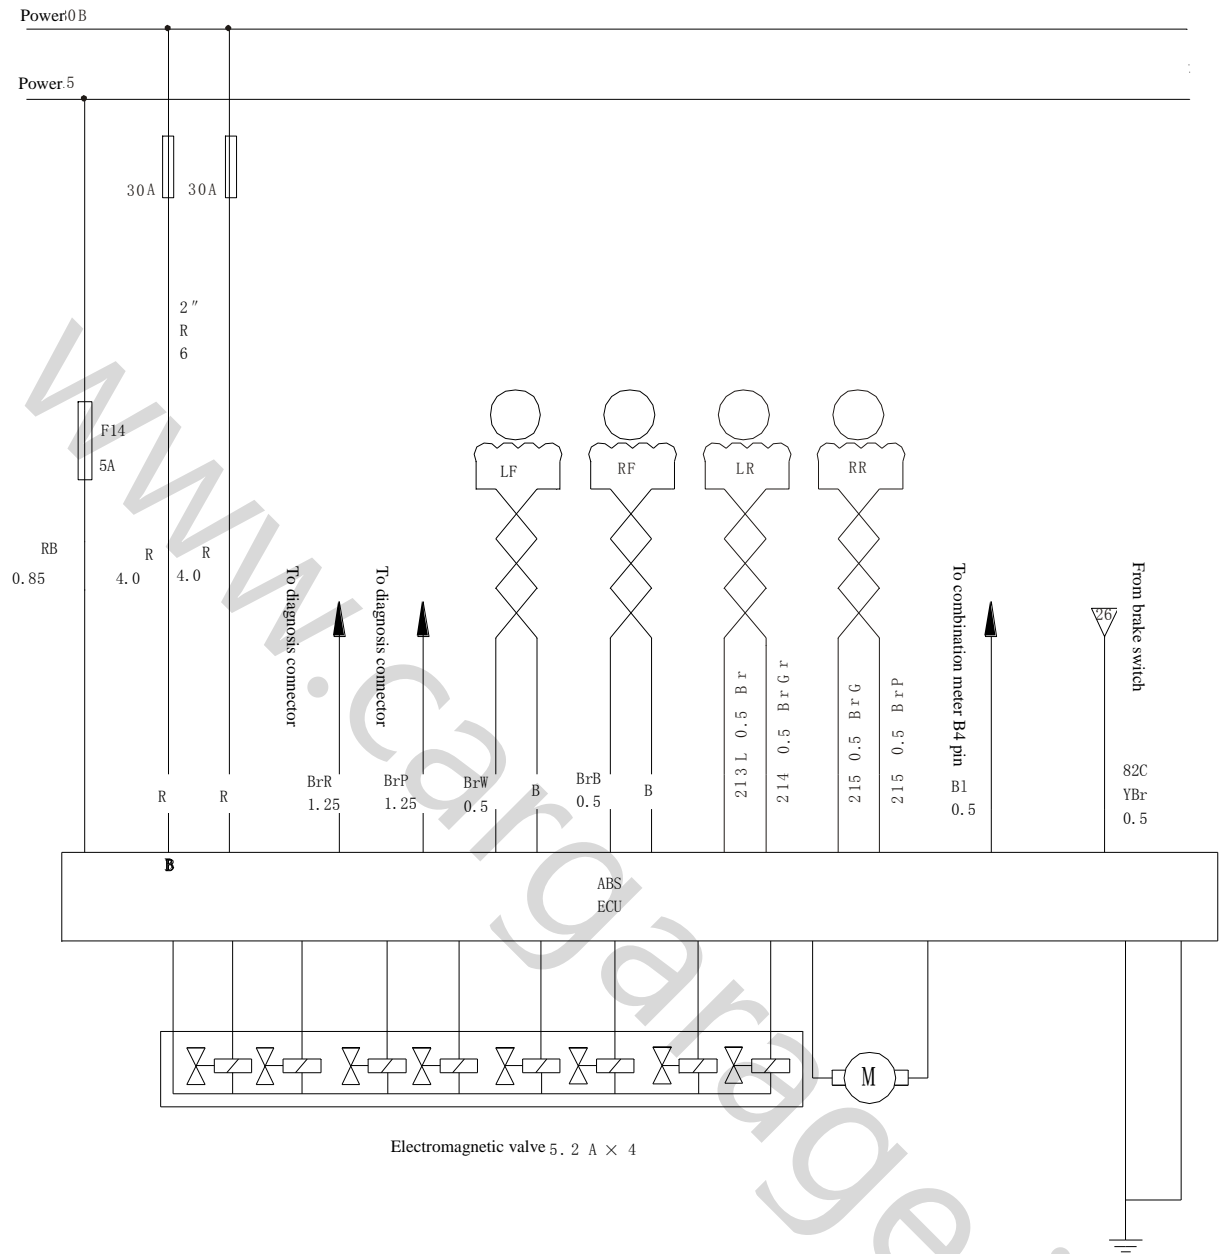 Power 0B
Power 5
30A
30A
2"
R
6
F14
5A
LF
RF
LR
RR
RB
0.85
R
4.0
R
4.0
To diagnosis connector
To diagnosis connector
To combination meter B4 pin
From brake switch
26
R
R
BrR
1.25
BrP
1.25
BrW
0.5
B
BrB
0.5
B
213L 0.5 Br
214 0.5 BrGr
215 0.5 BrG
215 0.5 BrP
B1
0.5
82C
YBr
0.5
ABS
ECU
M
Electromagnetic valve 5.2 A × 4
www.cargarage